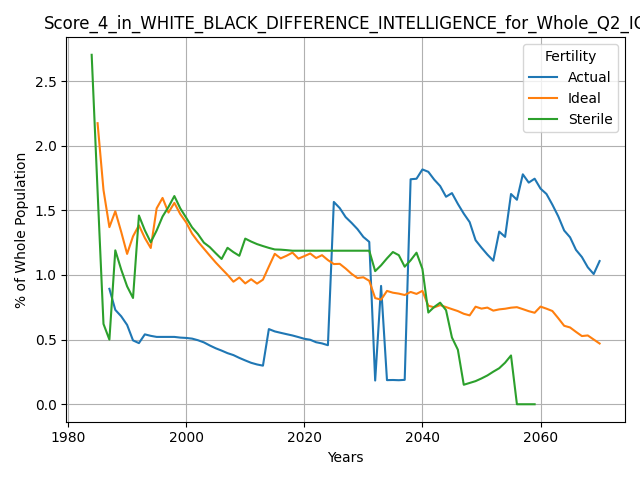 Score_4_in_WHITE_BLACK_DIFFERENCE_INTELLIGENCE_for_Whole_Q2_IC
Fertility
Actual
Ideal
Sterile
% of Whole Population
2.5
2.0
1.5
1.0
0.5
0.0
1980
2000
2020
2040
2060
Years